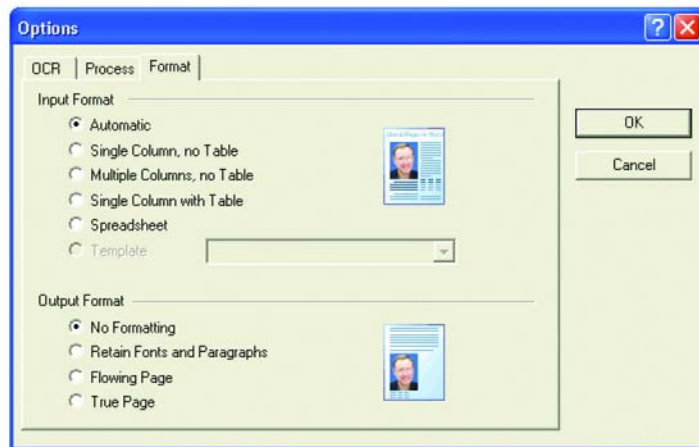 Options
OCR Process Format
Input Format
Automatic
Single Column, no Table
Multiple Columns, no Table
Single Column with Table
Spreadsheet
Template
Output Format
No Formatting
Retain Fonts and Paragraphs
Flowing Page
True Page
OK
Cancel